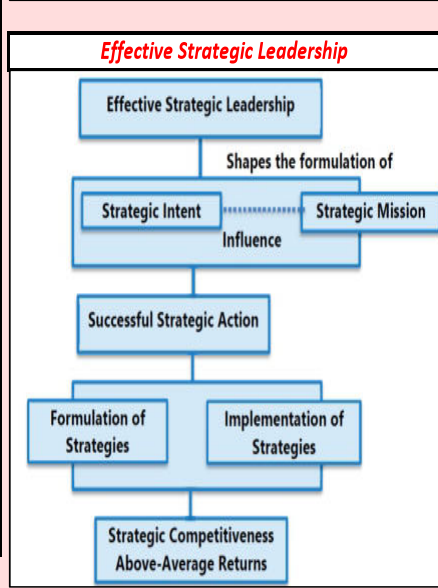 Effective Strategic Leadership
Effective Strategic Leadership
Shapes the formulation of
Strategic Intent
Strategic Mission
Influence
Successful Strategic Action
Formulation of
Strategies
Implementation of
Strategies
Strategic Competitiveness
Above-Average Returns